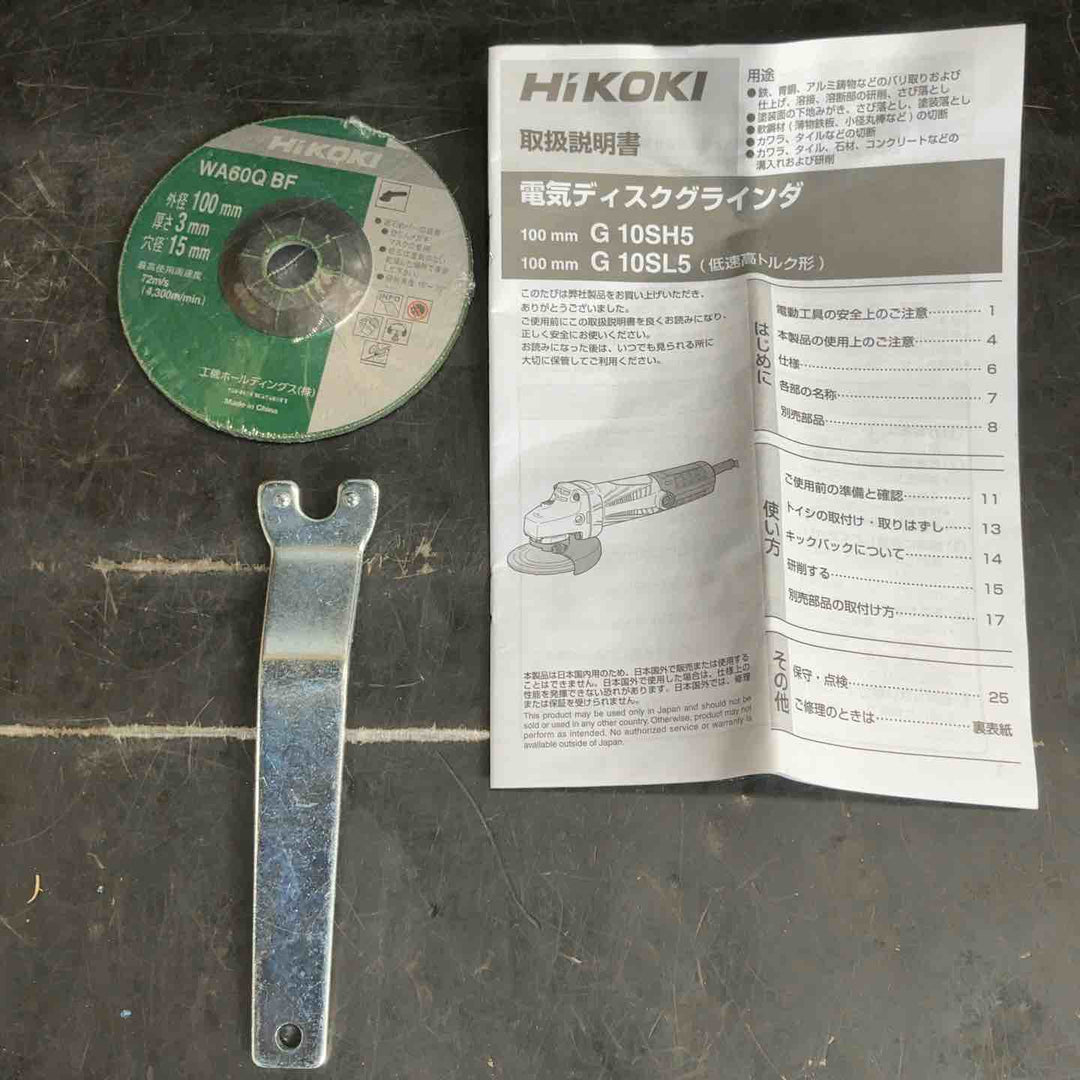 HiKOKI
WA60Q BF
外径 100 mm
厚さ 3 mm
穴径 15 mm
最高使用周速度
72m/s
(4,300m/min)
INFO
工機ホールディングス(株)
Made in China
HiKOKI
取扱説明書
用途
●鉄、青銅、アルミ鋳物などのバリ取りおよび
仕上げ、溶接、溶断部の研削、さび落とし
●塗装面の下地みがき、さび落とし、塗装落とし
●軟鋼材(薄物鉄板、小径丸棒など)の切断
●カワラ、タイルなどの切断
●カワラ、タイル、石材、コンクリートなどの
溝入れおよび研削
電気ディスクグラインダ
100 mm G 10SH5
100 mm G 10SL5 (低速高トルク形)
このたびは弊社製品をお買い上げいただき、
ありがとうございました。
ご使用前にこの取扱説明書を良くお読みになり、
正しく安全にお使いください。
お読みになった後は、いつでも見られる所に
大切に保管してご利用ください。
はじめに
電動工具の安全上のご注意 1
本製品の使用上のご注意 4
仕様 6
各部の名称 7
別売部品 8
使い方
ご使用前の準備と確認 11
トイシの取付け・取りはずし 13
キックバックについて 14
研削する 15
別売部品の取付け方 17
その他
保守・点検 25
ご修理のときは 裏表紙
本製品は日本国内用のため、日本国外で販売または使用する
ことはできません。日本国外で使用した場合は、仕様上の
性能を発揮できない恐れがあります。日本国外では、修理
または保証を受けられません。
This product may be used only in Japan and should not be
sold or used in any other country. Otherwise, product may not
perform as intended. No authorized service or warranty is
available outside of Japan.